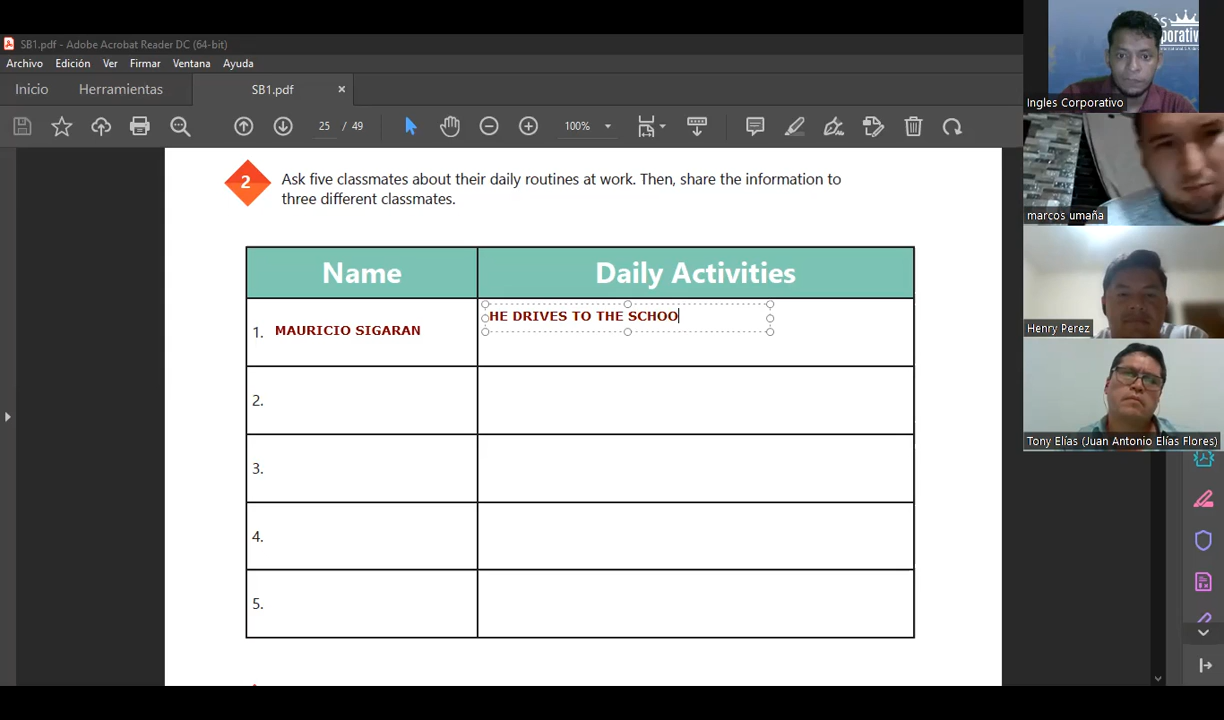 SB1.pdf - Adobe Acrobat Reader DC (64-bit)
Archivo Edición Ver Firmar Ventana Ayuda
Inicio Herramientas SB1.pdf ×
25 / 49 100%
2 Ask five classmates about their daily routines at work. Then, share the information to
three different classmates.
Name Daily Activities
1. MAURICIO SIGARAN HE DRIVES TO THE SCHOO
2.
3.
4.
5.
Ingles Corporativo
marcos umaña
Henry Perez
Tony Elías (Juan Antonio Elías Flores)